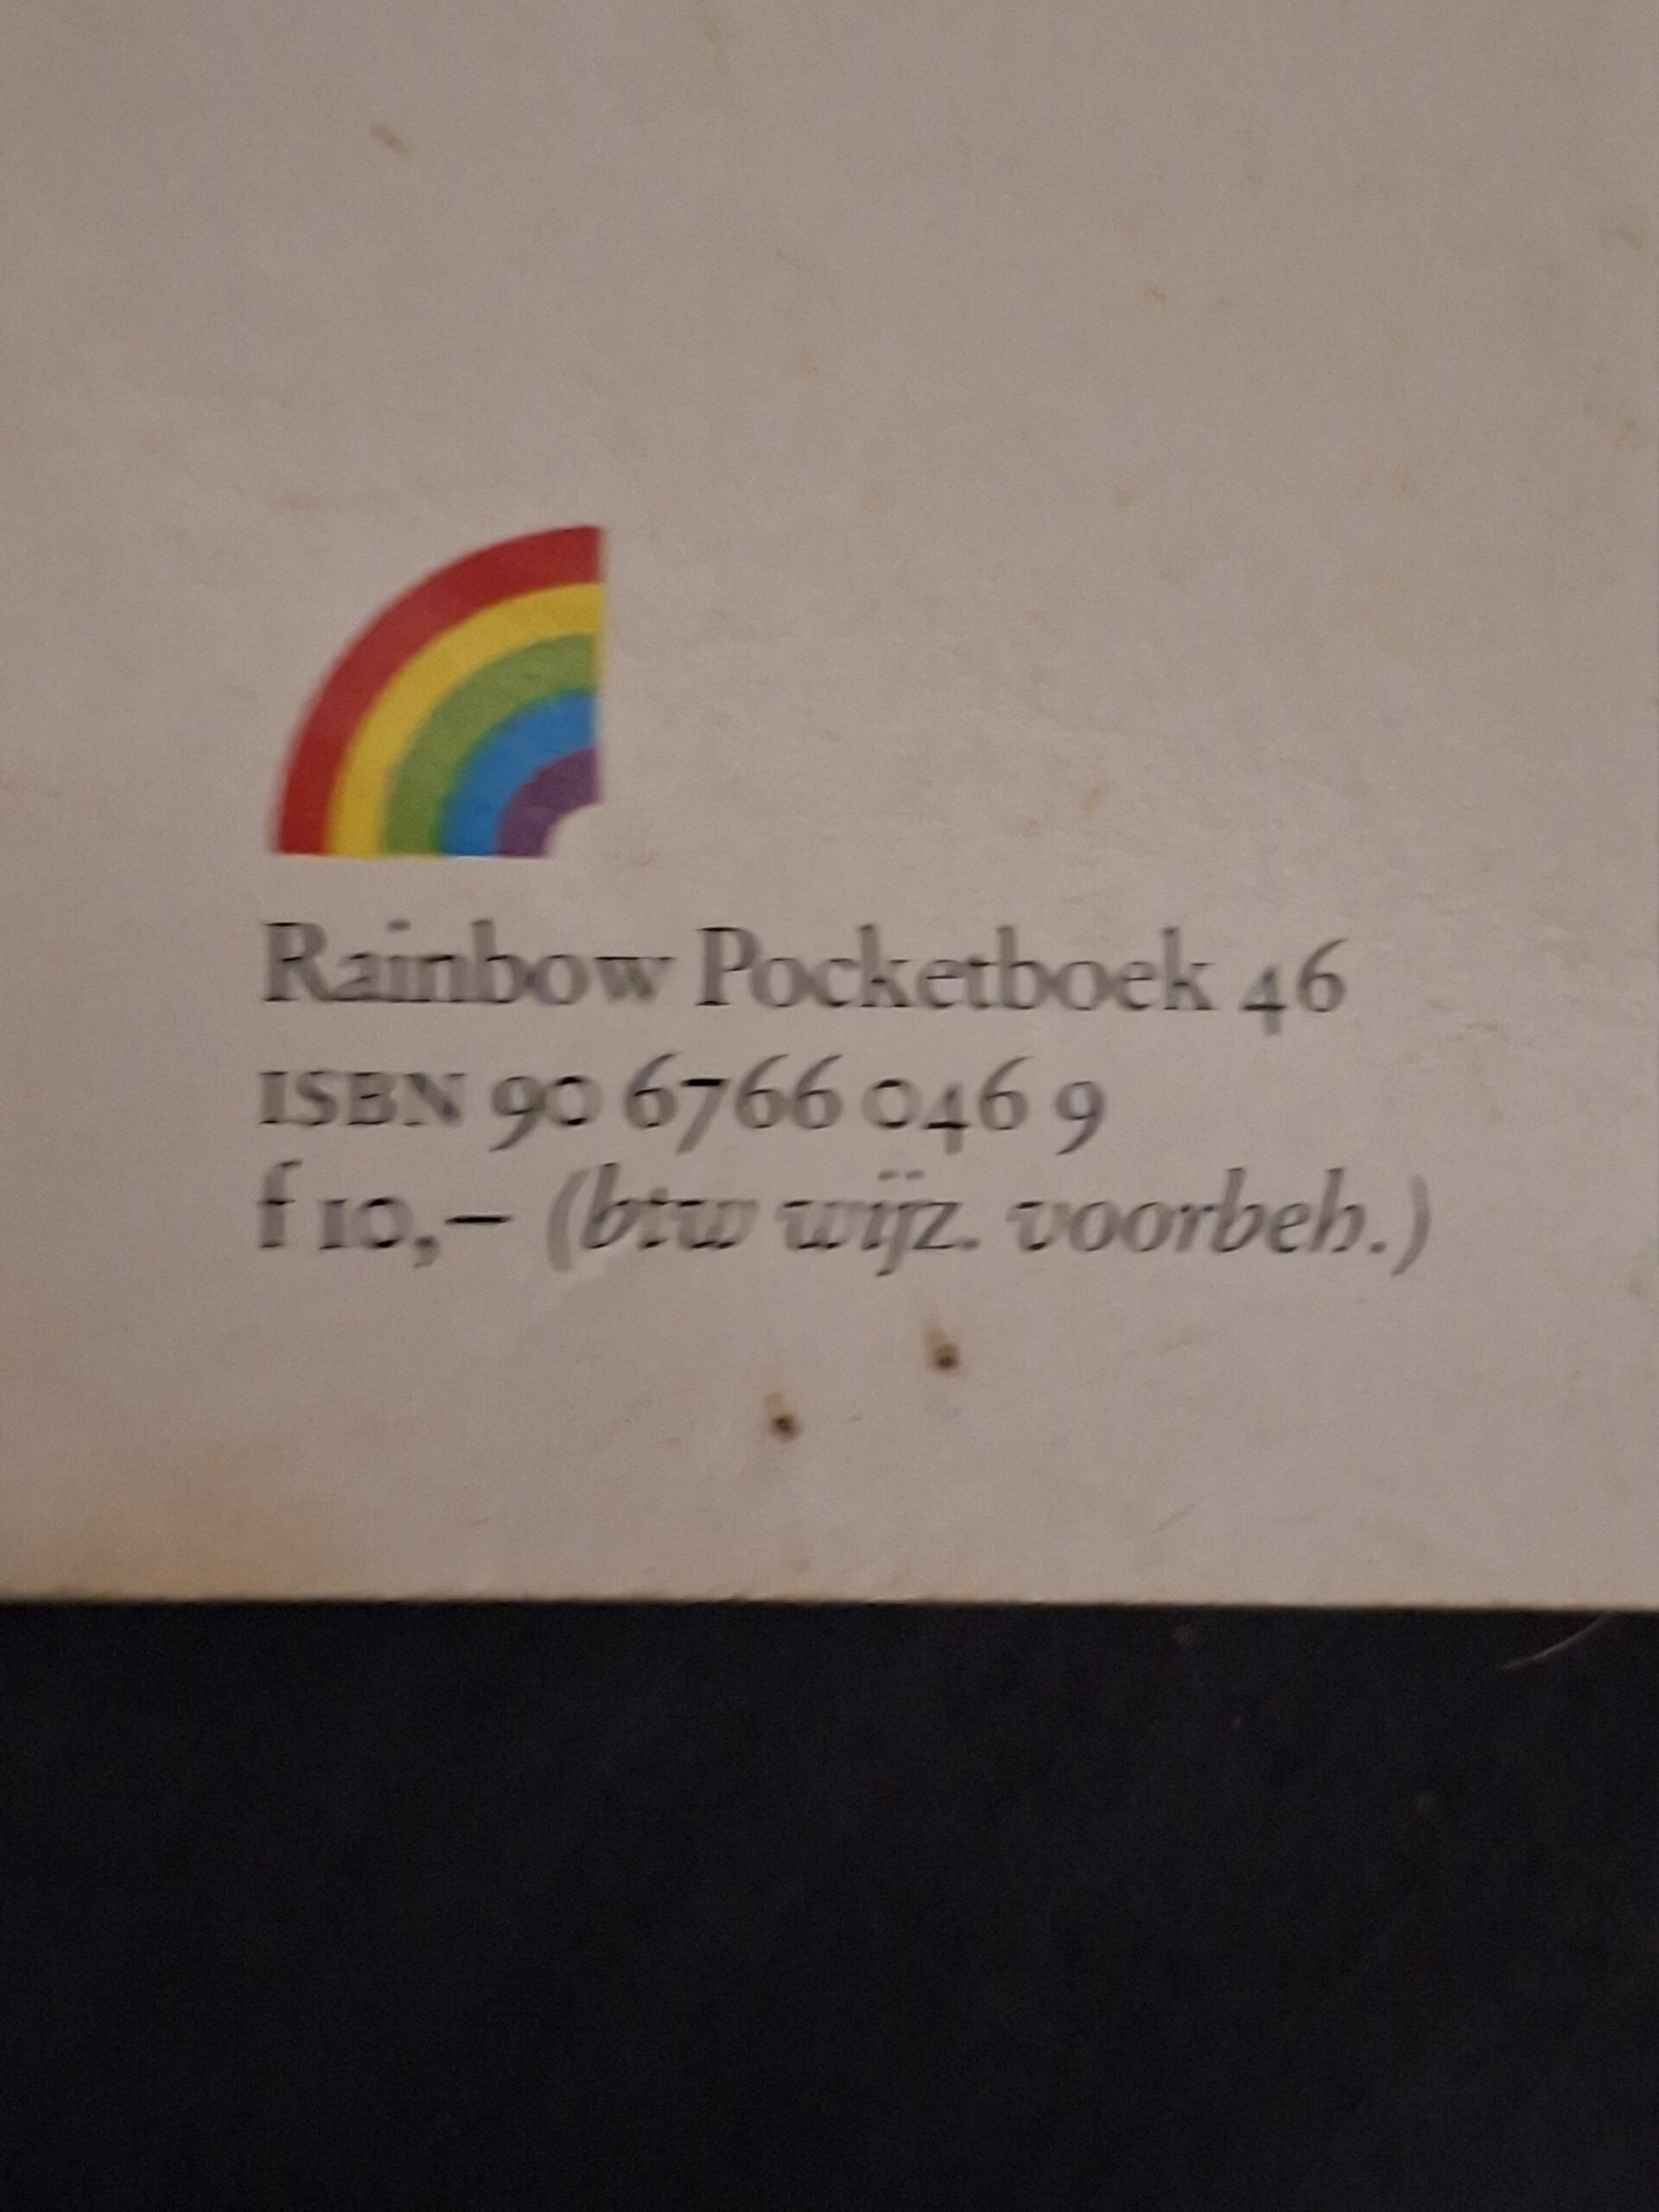 Rainbow Pocketboek 46
ISBN 90 6766 046 9
f 10,– (btw wijz. voorbeh.)